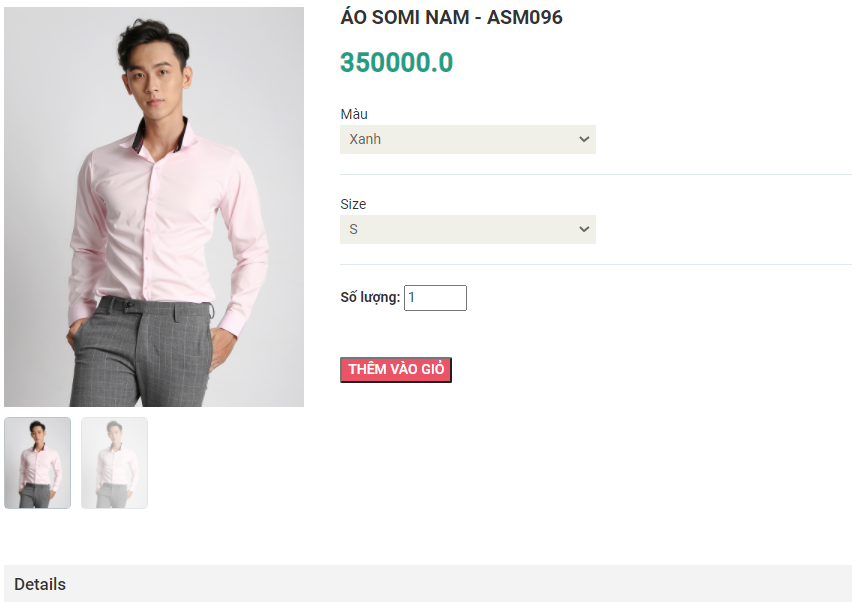 ÁO SOMI NAM - ASM096
350000.0
Màu
Xanh
Size
S
Số lượng: 1
THÊM VÀO GIỎ
Details